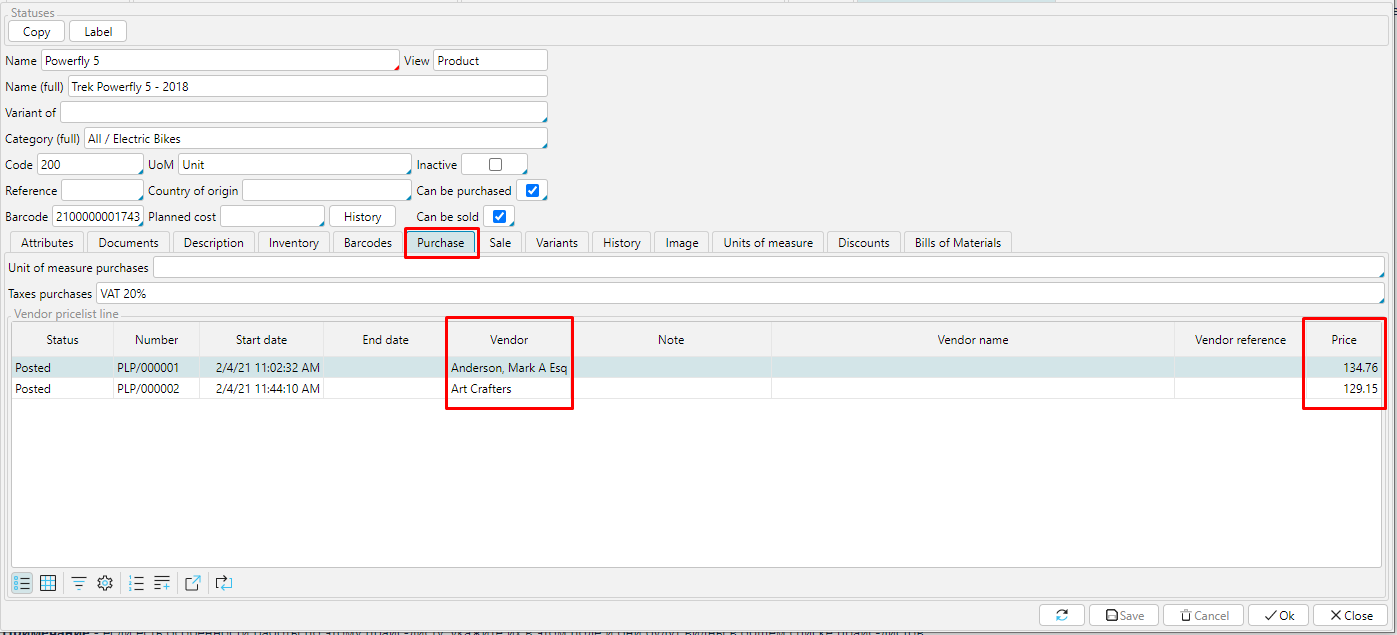 Statuses
Copy Label
Name Powerfly 5 View Product
Name (full) Trek Powerfly 5 - 2018
Variant of
Category (full) All / Electric Bikes
Code 200 UoM Unit Inactive
Reference Country of origin Can be purchased
Barcode 2100000001743 Planned cost History Can be sold
Attributes Documents Description Inventory Barcodes Purchase Sale Variants History Image Units of measure Discounts Bills of Materials
Unit of measure purchases
Taxes purchases VAT 20%
Vendor pricelist line
Status Number Start date End date Vendor Note Vendor name Vendor reference Price
Posted PLP/000001 2/4/21 11:02:32 AM Anderson, Mark A Esq 134.76
Posted PLP/000002 2/4/21 11:44:10 AM Art Crafters 129.15
Save Cancel Ok Close